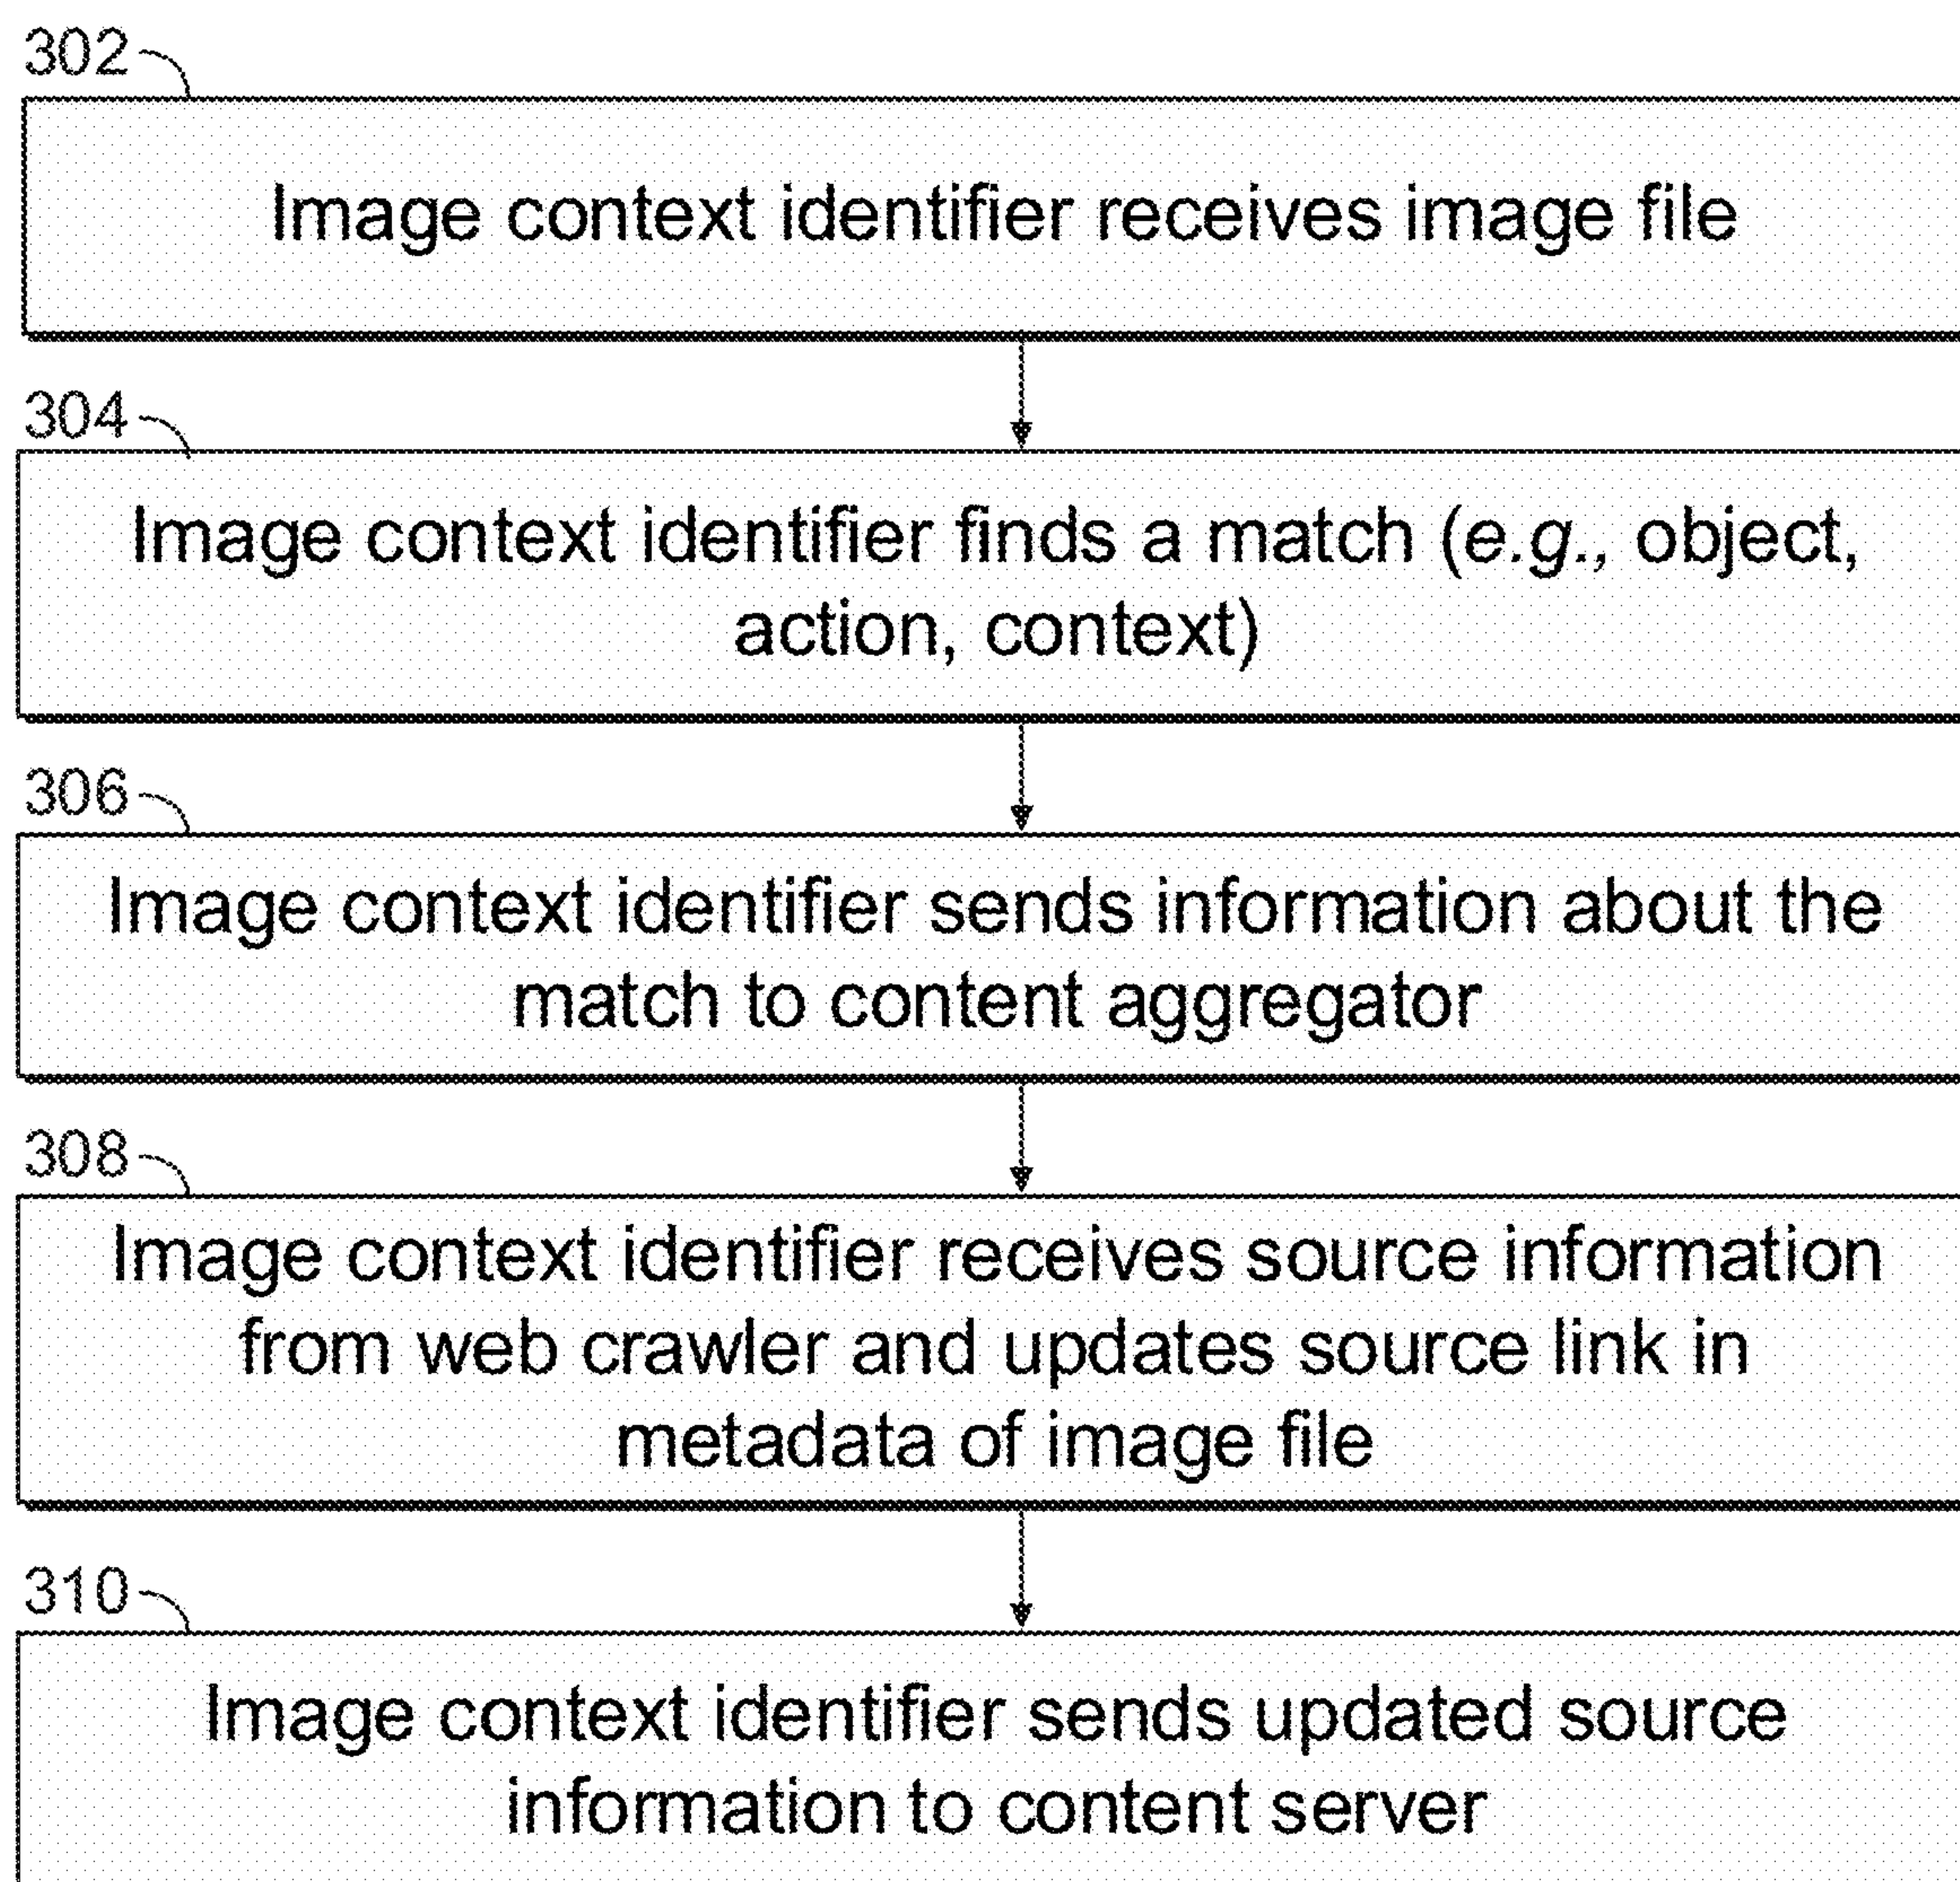 302
Image context identifier receives image file
304
Image context identifier finds a match (e.g., object,
action, context)
306
Image context identifier sends information about the
match to content aggregator
308
Image context identifier receives source information
from web crawler and updates source link in
metadata of image file
310
Image context identifier sends updated source
information to content server